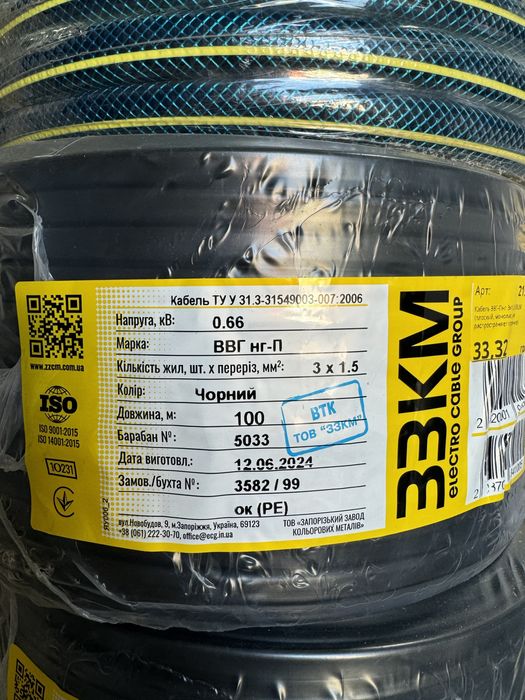 Кабель ТУ У 31.3-31549003-007:2006
Напруга, кВ: 0.66
Марка: ВВГ нг-П
Кількість жил, шт. х переріз, мм²: 3 x 1.5
Колір: Чорний
Довжина, м: 100
Барабан №: 5033
Дата виготовл.: 12.06.2024
Замов./бухта №: 3582 / 99
ок (PE)
ВТК
ТОВ "ЗЗКМ"
вул.Новобудов, 9, м.Запоріжжя, Україна, 69123
+38 (061) 222-30-70, office@ecg.in.ua
ТОВ «ЗАПОРІЗЬКИЙ ЗАВОД
КОЛЬОРОВИХ МЕТАЛІВ»
www.zzcm.com.ua
ISO
ISO 9001-2015
ISO 14001-2015
1О231
ЯУ006_2
ЗЗКМ
electro cable group
Арт:
33,32